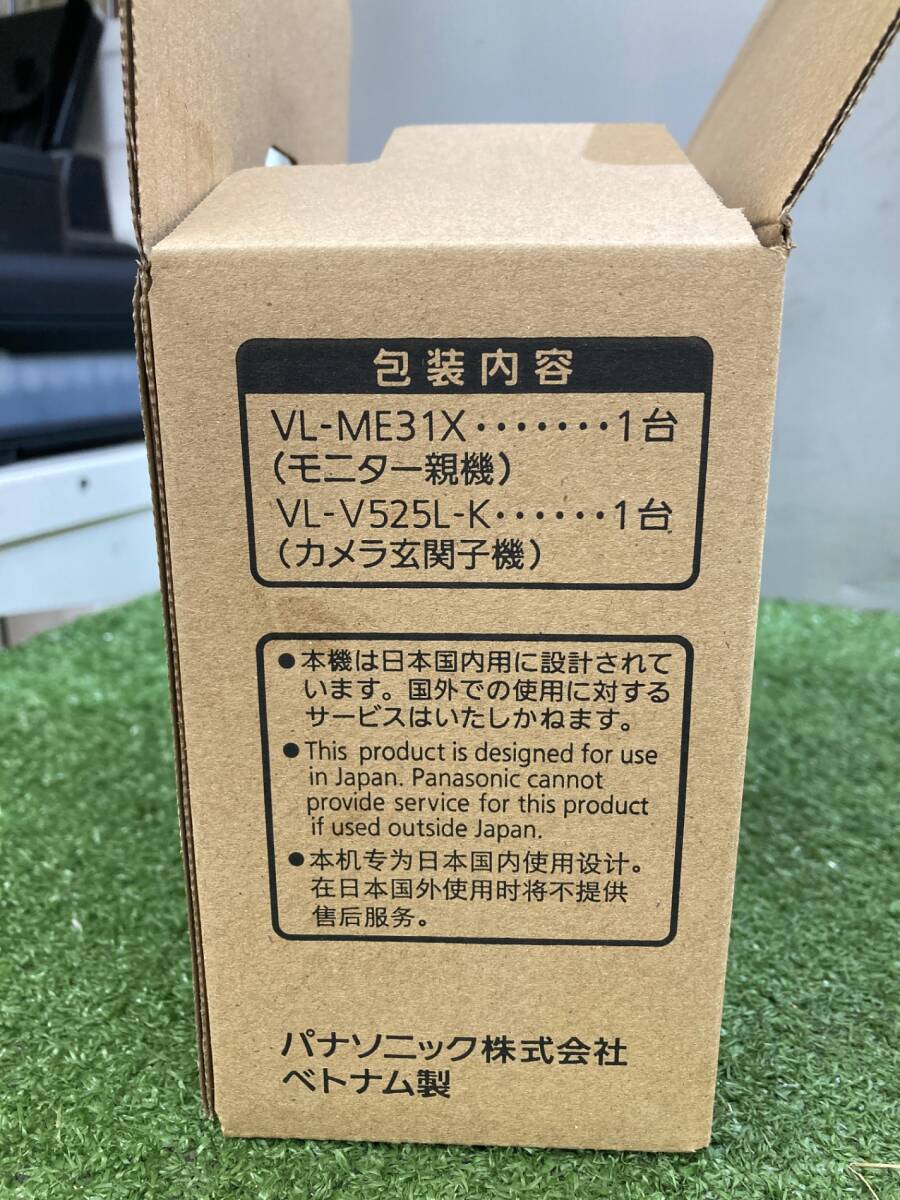 包装内容
VL-ME31X・・・・・・・1台
(モニター親機)
VL-V525L-K・・・・・・1台
(カメラ玄関子機)
●本機は日本国内用に設計されて
います。国外での使用に対する
サービスはいたしかねます。
●This product is designed for use
in Japan. Panasonic cannot
provide service for this product
if used outside Japan.
●本机专为日本国内使用设计。
在日本国外使用时将不提供
售后服务。
パナソニック株式会社
ベトナム製